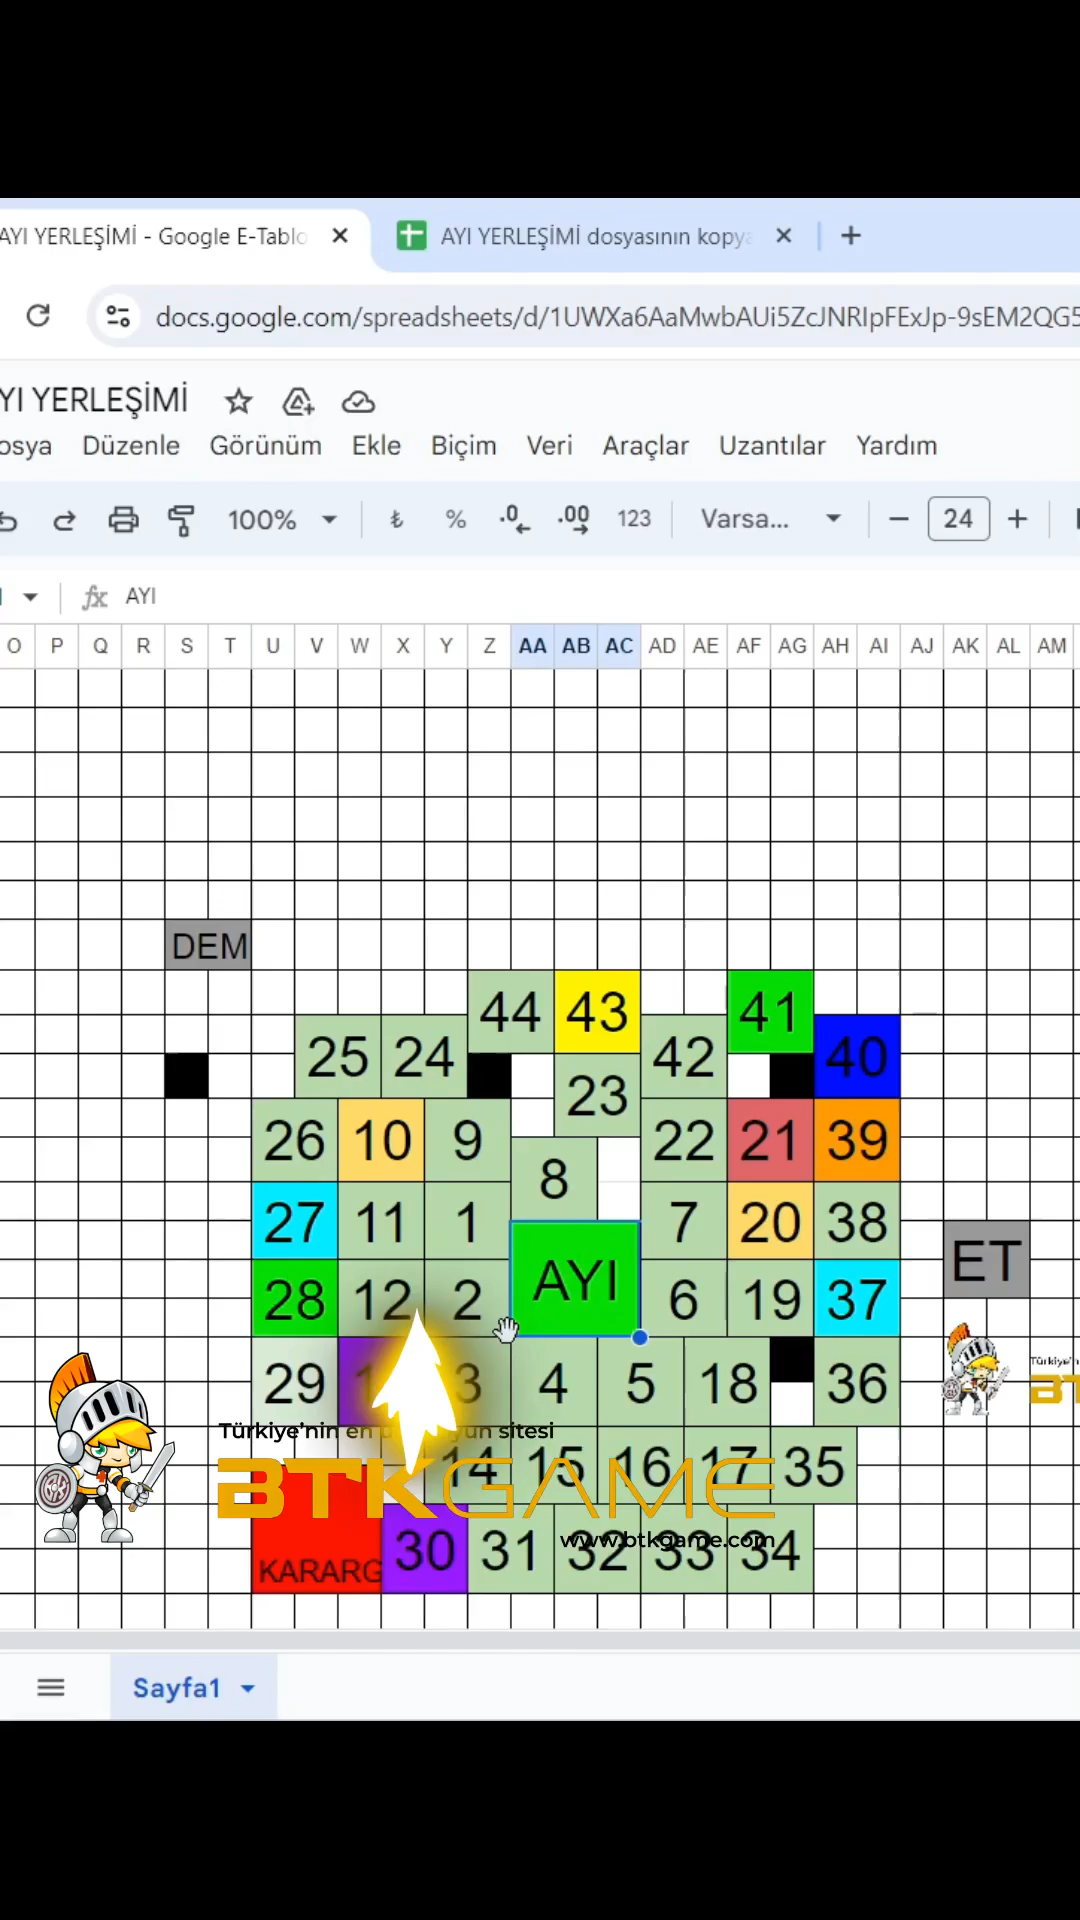 AYI YERLEŞİMİ - Google E-Tablo
AYI YERLEŞİMİ dosyasının kopya
docs.google.com/spreadsheets/d/1UWXa6AaMwbAUi5ZcJNRIpFExJp-9sEM2QG5
YI YERLEŞİMİ
osya Düzenle Görünüm Ekle Biçim Veri Araçlar Uzantılar Yardım
100% ₺ % .0 .00 123 Varsa... 24
fx AYI
O P Q R S T U V W X Y Z AA AB AC AD AE AF AG AH AI AJ AK AL AM
DEM
44 43 41
25 24 42 40
23
26 10 9 22 21 39
8
27 11 1 7 20 38
ET
AYI
28 12 2 6 19 37
29 3 4 5 18 36
Türkiye'nin en sitesi
14 15 16 17 35
BTKGAME
www.btkgame.com
KARARG 30 31 32 33 34
Sayfa1